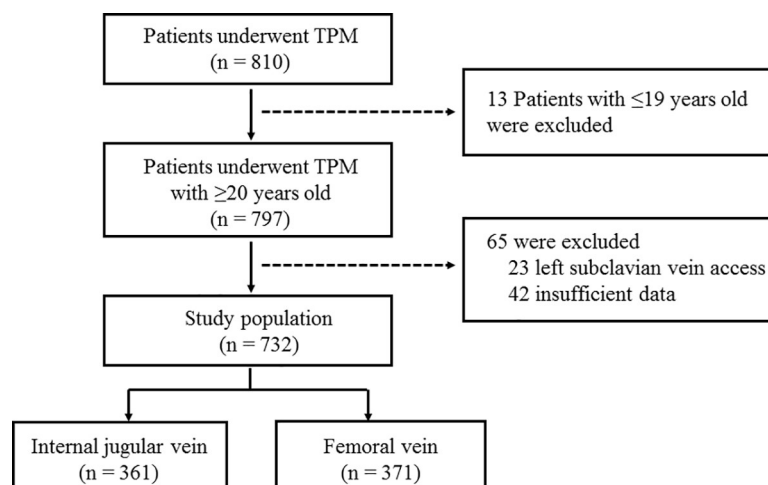 Patients underwent TPM
(n = 810)
13 Patients with ≤19 years old
were excluded
Patients underwent TPM
with ≥20 years old
(n = 797)
65 were excluded
23 left subclavian vein access
42 insufficient data
Study population
(n = 732)
Internal jugular vein
(n = 361)
Femoral vein
(n = 371)